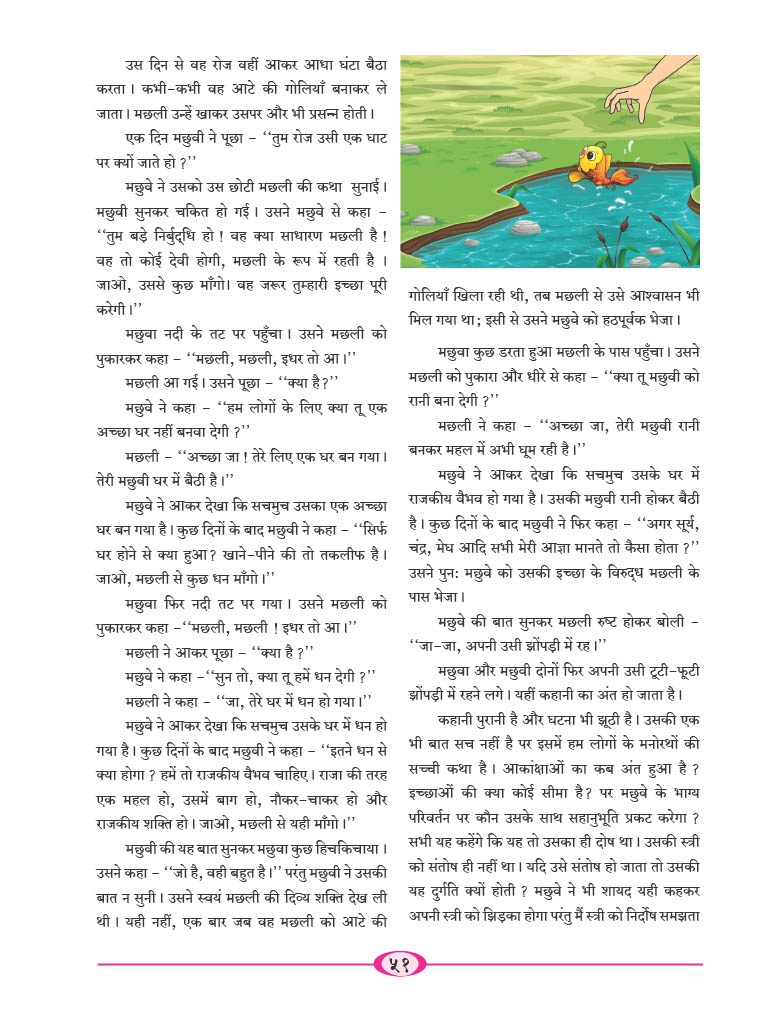 उस दिन से वह रोज वहीं आकर आधा घंटा बैठा
करता । कभी-कभी वह आटे की गोलियाँ बनाकर ले
जाता । मछली उन्हें खाकर उसपर और भी प्रसन्न होती ।
एक दिन मछुवी ने पूछा - ‘‘तुम रोज उसी एक घाट
पर क्यों जाते हो ?’’
मछुवे ने उसको उस छोटी मछली की कथा सुनाई ।
मछुवी सुनकर चकित हो गई । उसने मछुवे से कहा -
‘‘तुम बड़े निर्बुद्‌धि हो ! वह क्या साधारण मछली है !
वह तो कोई देवी होगी, मछली के रूप में रहती है ।
जाओ, उससे कुछ माँगो। वह जरूर तुम्हारी इच्छा पूरी
करेगी ।’’
मछुवा नदी के तट पर पहुँचा । उसने मछली को
पुकारकर कहा - ‘‘मछली, मछली, इधर तो आ ।’’
मछली आ गई । उसने पूछा - ‘‘क्या है?’’
मछुवे ने कहा - ‘‘हम लोगों के लिए क्या तू एक
अच्छा घर नहीं बनवा देगी ?’’
मछली - ‘‘अच्छा जा ! तेरे लिए एक घर बन गया ।
तेरी मछुवी घर में बैठी है ।’’
मछुवे ने आकर देखा कि सचमुच उसका एक अच्छा
घर बन गया है । कुछ दिनों के बाद मछुवी ने कहा - ‘‘सिर्फ
घर होने से क्या हुआ ? खाने-पीने की तो तकलीफ है ।
जाओ, मछली से कुछ धन माँगो ।’’
मछुवा फिर नदी तट पर गया । उसने मछली को
पुकारकर कहा -‘‘मछली, मछली ! इधर तो आ ।’’
मछली ने आकर पूछा - ‘‘क्या है ?’’
मछुवे ने कहा -‘‘सुन तो, क्या तू हमें धन देगी ?’’
मछली ने कहा - ‘‘जा, तेरे घर में धन हो गया ।’’
मछुवे ने आकर देखा कि सचमुच उसके घर में धन हो
गया है । कुछ दिनों के बाद मछुवी ने कहा - ‘‘इतने धन से
क्या होगा ? हमें तो राजकीय वैभव चाहिए । राजा की तरह
एक महल हो, उसमें बाग हो, नौकर-चाकर हो और
राजकीय शक्ति हो । जाओ, मछली से यही माँगो ।’’
मछुवी की यह बात सुनकर मछुवा कुछ हिचकिचाया ।
उसने कहा - ‘‘जो है, वही बहुत है ।’’ परंतु मछुवी ने उसकी
बात न सुनी । उसने स्वयं मछली की दिव्य शक्ति देख ली
थी । यही नहीं, एक बार जब वह मछली को आटे की
गोलियाँ खिला रही थी, तब मछली से उसे आश्वासन भी
मिल गया था; इसी से उसने मछुवे को हठपूर्वक भेजा ।
मछुवा कुछ डरता हुआ मछली के पास पहुँचा । उसने
मछली को पुकारा और धीरे से कहा - ‘‘क्या तू मछुवी को
रानी बना देगी ?’’
मछली ने कहा - ‘‘अच्छा जा, तेरी मछुवी रानी
बनकर महल में अभी घूम रही है ।’’
मछुवे ने आकर देखा कि सचमुच उसके घर में
राजकीय वैभव हो गया है । उसकी मछुवी रानी होकर बैठी
है । कुछ दिनों के बाद मछुवी ने फिर कहा - ‘‘अगर सूर्य,
चंद्र, मेघ आदि सभी मेरी आज्ञा मानते तो कैसा होता ?’’
उसने पुनः मछुवे को उसकी इच्छा के विरुद्‌ध मछली के
पास भेजा ।
मछुवे की बात सुनकर मछली रुष्ट होकर बोली -
‘‘जा-जा, अपनी उसी झोंपड़ी में रह ।’’
मछुवा और मछुवी दोनों फिर अपनी उसी टूटी-फूटी
झोंपड़ी में रहने लगे । यहीं कहानी का अंत हो जाता है ।
कहानी पुरानी है और घटना भी झूठी है । उसकी एक
भी बात सच नहीं है पर इसमें हम लोगों के मनोरथों की
सच्ची कथा है । आकांक्षाओं का कब अंत हुआ है ?
इच्छाओं की क्या कोई सीमा है ? पर मछुवे के भाग्य
परिवर्तन पर कौन उसके साथ सहानुभूति प्रकट करेगा ?
सभी यह कहेंगे कि यह तो उसका ही दोष था । उसकी स्त्री
को संतोष ही नहीं था । यदि उसे संतोष हो जाता तो उसकी
यह दुर्गति क्यों होती ? मछुवे ने भी शायद यही कहकर
अपनी स्त्री को झिड़का होगा परंतु मैं स्त्री को निर्दोष समझता
५१